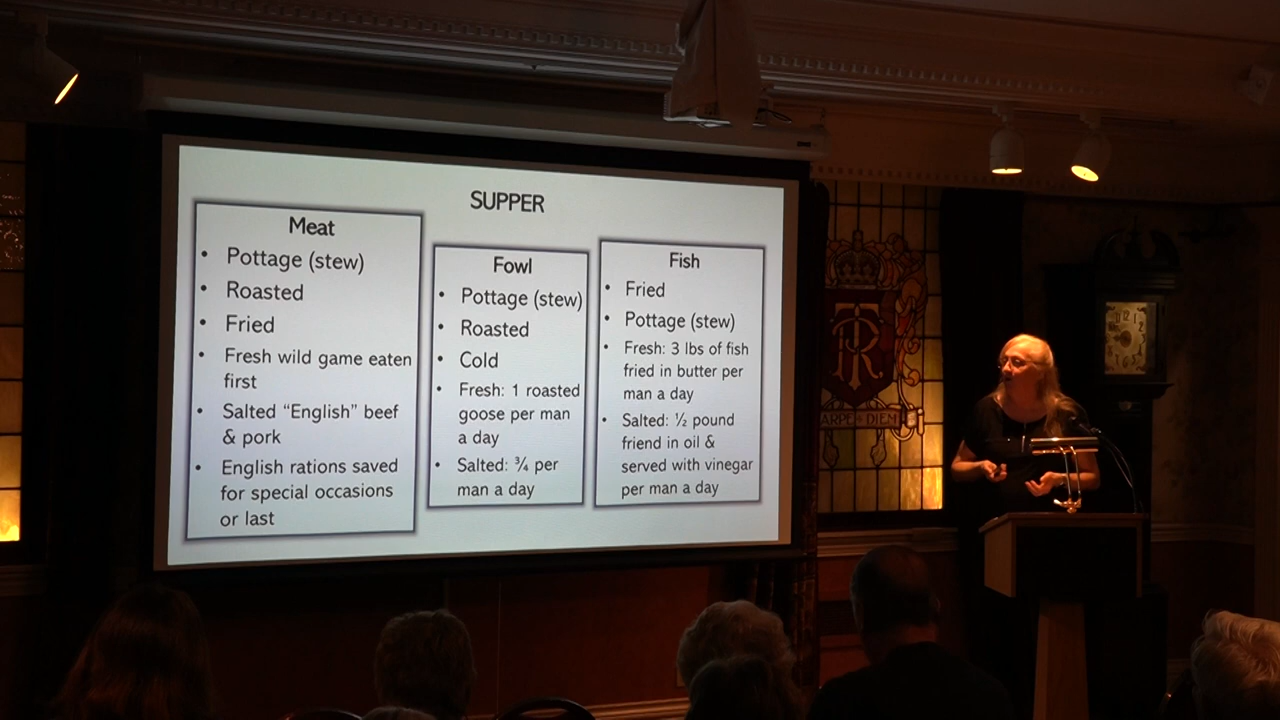 SUPPER
Meat
• Pottage (stew)
• Roasted
• Fried
• Fresh wild game eaten
first
• Salted “English” beef
& pork
• English rations saved
for special occasions
or last
Fowl
• Pottage (stew)
• Roasted
• Cold
• Fresh: 1 roasted
goose per man
a day
• Salted: ¾ per
man a day
Fish
• Fried
• Pottage (stew)
• Fresh: 3 lbs of fish
fried in butter per
man a day
• Salted: ½ pound
friend in oil &
served with vinegar
per man a day
ARPE DIEM